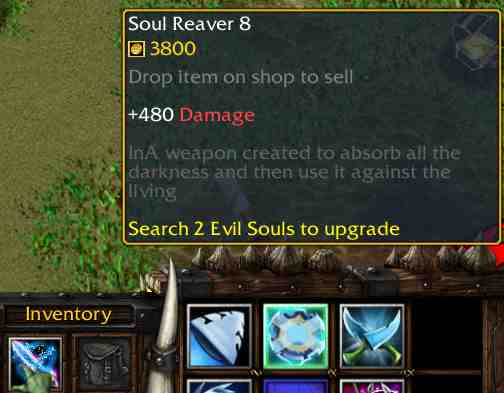 Soul Reaver 8
3800
Drop item on shop to sell
+480 Damage
InA weapon created to absorb all the
darkness and then use it against the
lIving
Search 2 Evil Souls to upgrade
Inventory